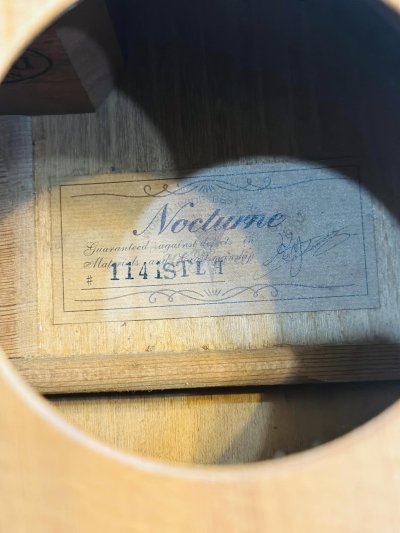 Nocturne
Guaranteed against defects in
Materials and Workmanship
# 1141STLH